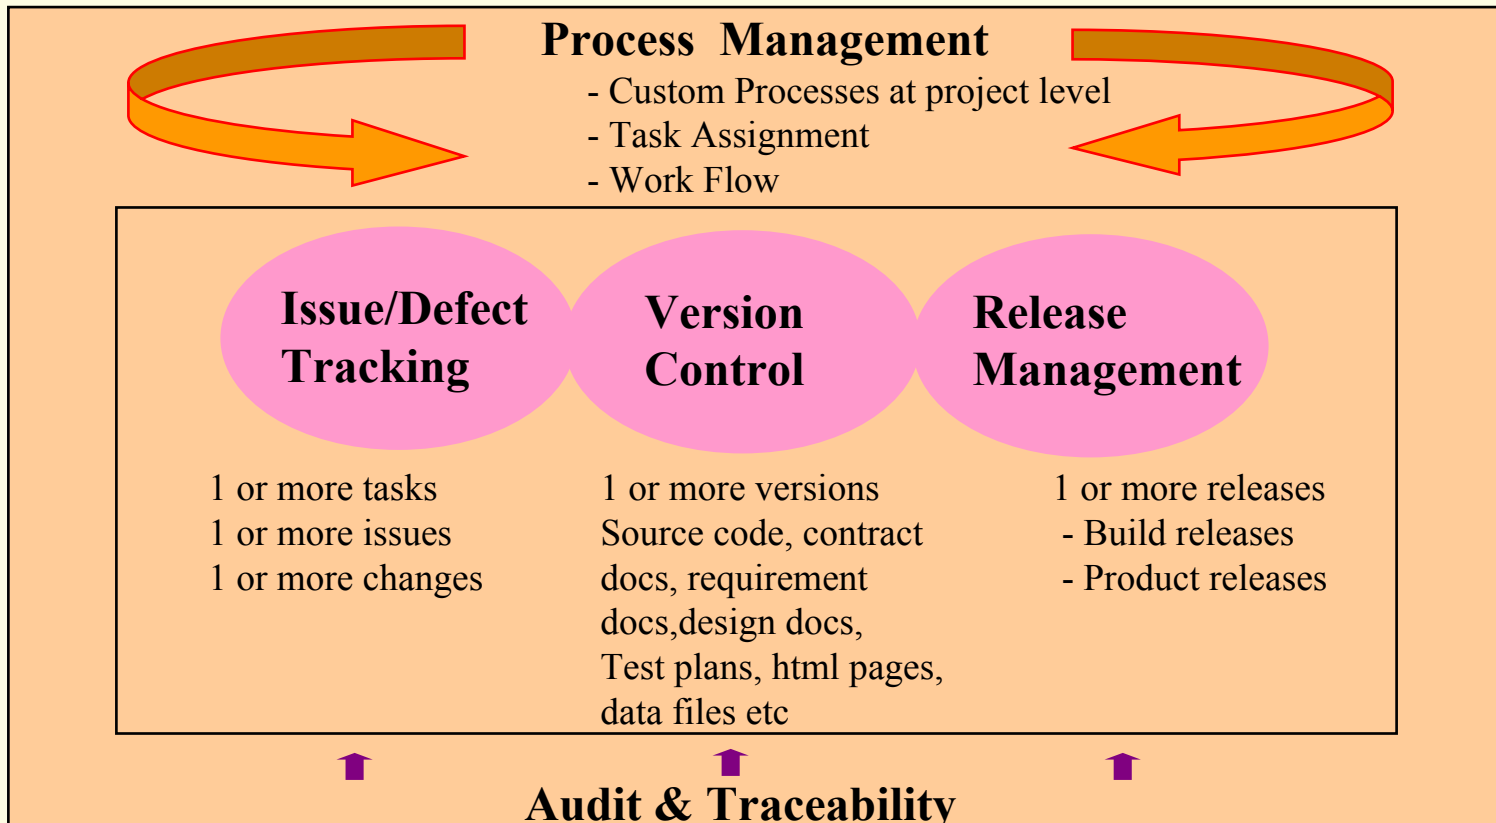 Process Management
- Custom Processes at project level
- Task Assignment
- Work Flow
Issue/Defect
Tracking
Version
Control
Release
Management
1 or more tasks
1 or more issues
1 or more changes
1 or more versions
Source code, contract
docs, requirement
docs,design docs,
Test plans, html pages,
data files etc
1 or more releases
- Build releases
- Product releases
Audit & Traceability